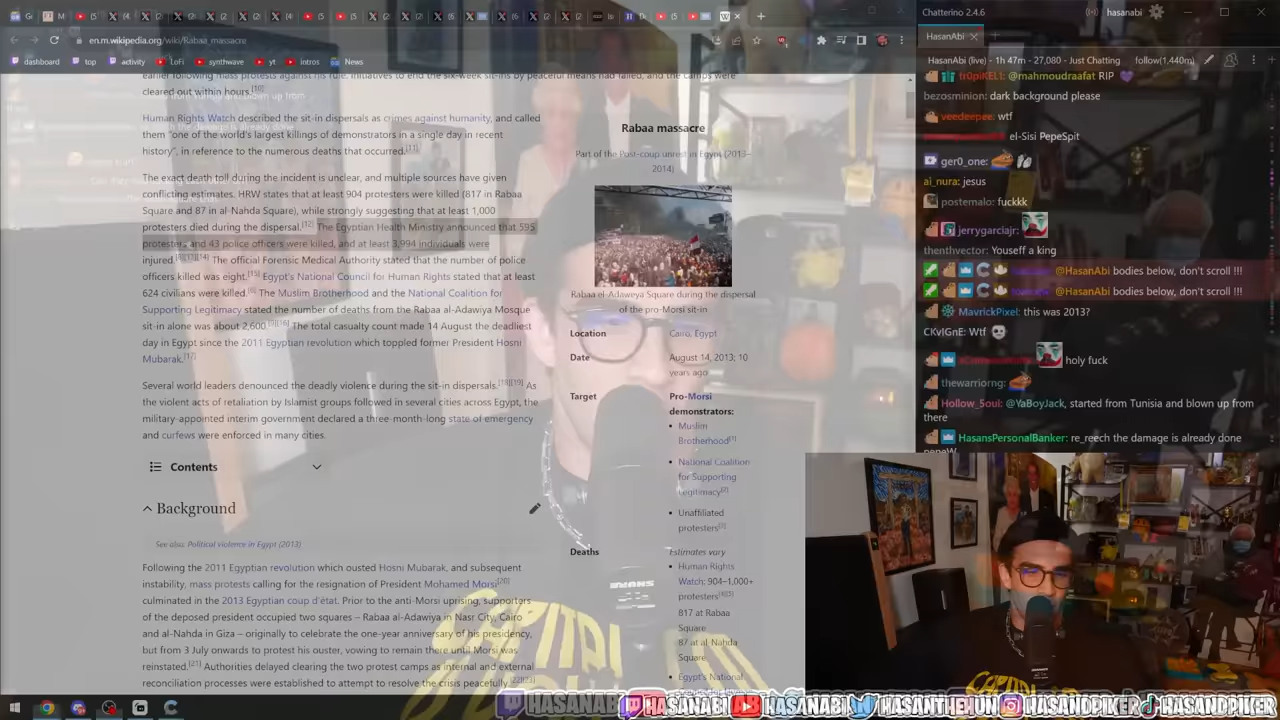 en.m.wikipedia.org/wiki/Rabaa_massacre
dashboard
top
activity
LoFi
synthwave
yt
intros
News
earlier following mass protests against his rule. Initiatives to end the six-week sit-ins by peaceful means had failed, and the camps were
cleared out within hours.[10]
Human Rights Watch described the sit-in dispersals as crimes against humanity, and called
them "one of the world's largest killings of demonstrators in a single day in recent
history", in reference to the numerous deaths that occurred.[11]
The exact death toll during the incident is unclear, and multiple sources have given
conflicting estimates. HRW states that at least 904 protesters were killed (817 in Rabaa
Square and 87 in al-Nahda Square), while strongly suggesting that at least 1,000
protesters died during the dispersal.[12] The Egyptian Health Ministry announced that 595
protesters and 43 police officers were killed, and at least 3,994 individuals were
injured.[8][13][14] The official Forensic Medical Authority stated that the number of police
officers killed was eight.[15] Egypt's National Council for Human Rights stated that at least
624 civilians were killed. The Muslim Brotherhood and the National Coalition for
Supporting Legitimacy stated the number of deaths from the Rabaa al-Adawiya Mosque
sit-in alone was about 2,600.[9][16] The total casualty count made 14 August the deadliest
day in Egypt since the 2011 Egyptian revolution which toppled former President Hosni
Mubarak.[17]
Several world leaders denounced the deadly violence during the sit-in dispersals.[18][19] As
the violent acts of retaliation by Islamist groups followed in several cities across Egypt, the
military-appointed interim government declared a three-month-long state of emergency
and curfews were enforced in many cities.
Contents
Background
See also: Political violence in Egypt (2013)
Following the 2011 Egyptian revolution which ousted Hosni Mubarak, and subsequent
instability, mass protests calling for the resignation of President Mohamed Morsi[20]
culminated in the 2013 Egyptian coup d'état. Prior to the anti-Morsi uprising, supporters
of the deposed president occupied two squares – Rabaa al-Adawiya in Nasr City, Cairo
and al-Nahda in Giza – originally to celebrate the one-year anniversary of his presidency,
but from 3 July onwards to protest his ouster, vowing to remain there until Morsi was
reinstated.[21] Authorities delayed clearing the two protest camps as internal and external
reconciliation processes were established to attempt to resolve the crisis peacefully.
Rabaa massacre
Part of the Post-coup unrest in Egypt (2013–
2014)
Rabaa el-Adaweya Square during the dispersal
of the pro-Morsi sit-in
Location
Cairo, Egypt
Date
August 14, 2013; 10
years ago
Target
Pro-Morsi
demonstrators:
• Muslim
Brotherhood[1]
• National Coalition
for Supporting
Legitimacy[2]
• Unaffiliated
protesters[3]
Deaths
Estimates vary
• Human Rights
Watch: 904–1,000+
protesters[4][5]
817 at Rabaa
Square
87 at al Nahda
Square
• Egypt's National
Chatterino 2.4.6
hasanabi
HasanAbi
HasanAbi (live) - 1h 47m - 27,080 - Just Chatting
follow(1,440m)
tr0piKEL1: @mahmoudraafat RIP
bezosminion: dark background please
veedeepee: wtf
el-Sisi PepeSpit
ger0_one:
ai_nura: jesus
postemalo: fuckkk
jerrygarciajr:
thenthvector: Youseff a king
@HasanAbi bodies below, don't scroll !!!
@HasanAbi bodies below, don't scroll !!!
MavrickPixel: this was 2013?
CKvIGnE: Wtf
holy fuck
thewarriorng:
Hollow_5oul: @YaBoyJack, started from Tunisia and blown up from
there
HasansPersonalBanker: re_reech the damage is already done
HASANABI
HASANABI
HASANABI
HASANTHEHUN
HASANDPIKER
HASANDPIKER